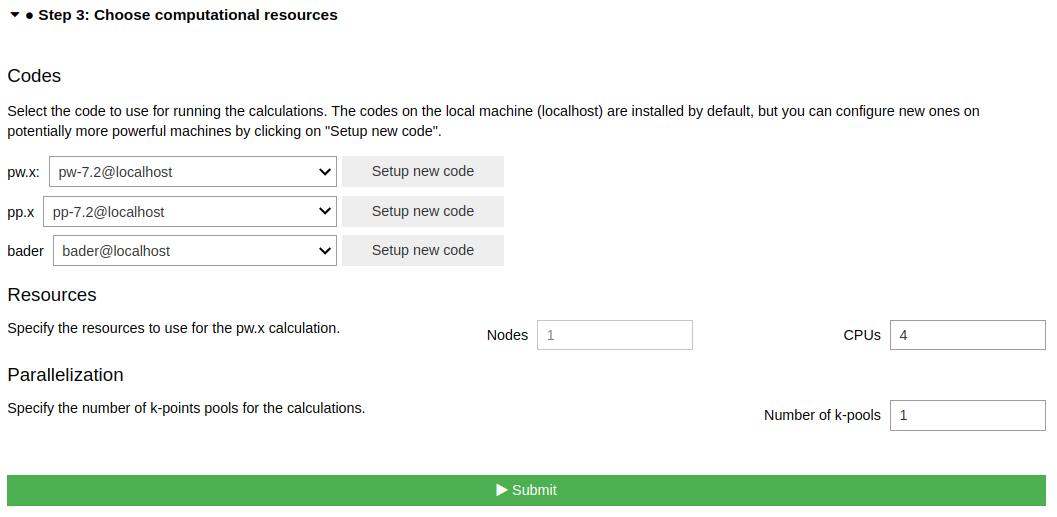 Step 3: Choose computational resources
Codes
Select the code to use for running the calculations. The codes on the local machine (localhost) are installed by default, but you can configure new ones on
potentially more powerful machines by clicking on "Setup new code".
pw.x: pw-7.2@localhost Setup new code
pp.x pp-7.2@localhost Setup new code
bader bader@localhost Setup new code
Resources
Specify the resources to use for the pw.x calculation. Nodes 1 CPUs 4
Parallelization
Specify the number of k-points pools for the calculations. Number of k-pools 1
Submit